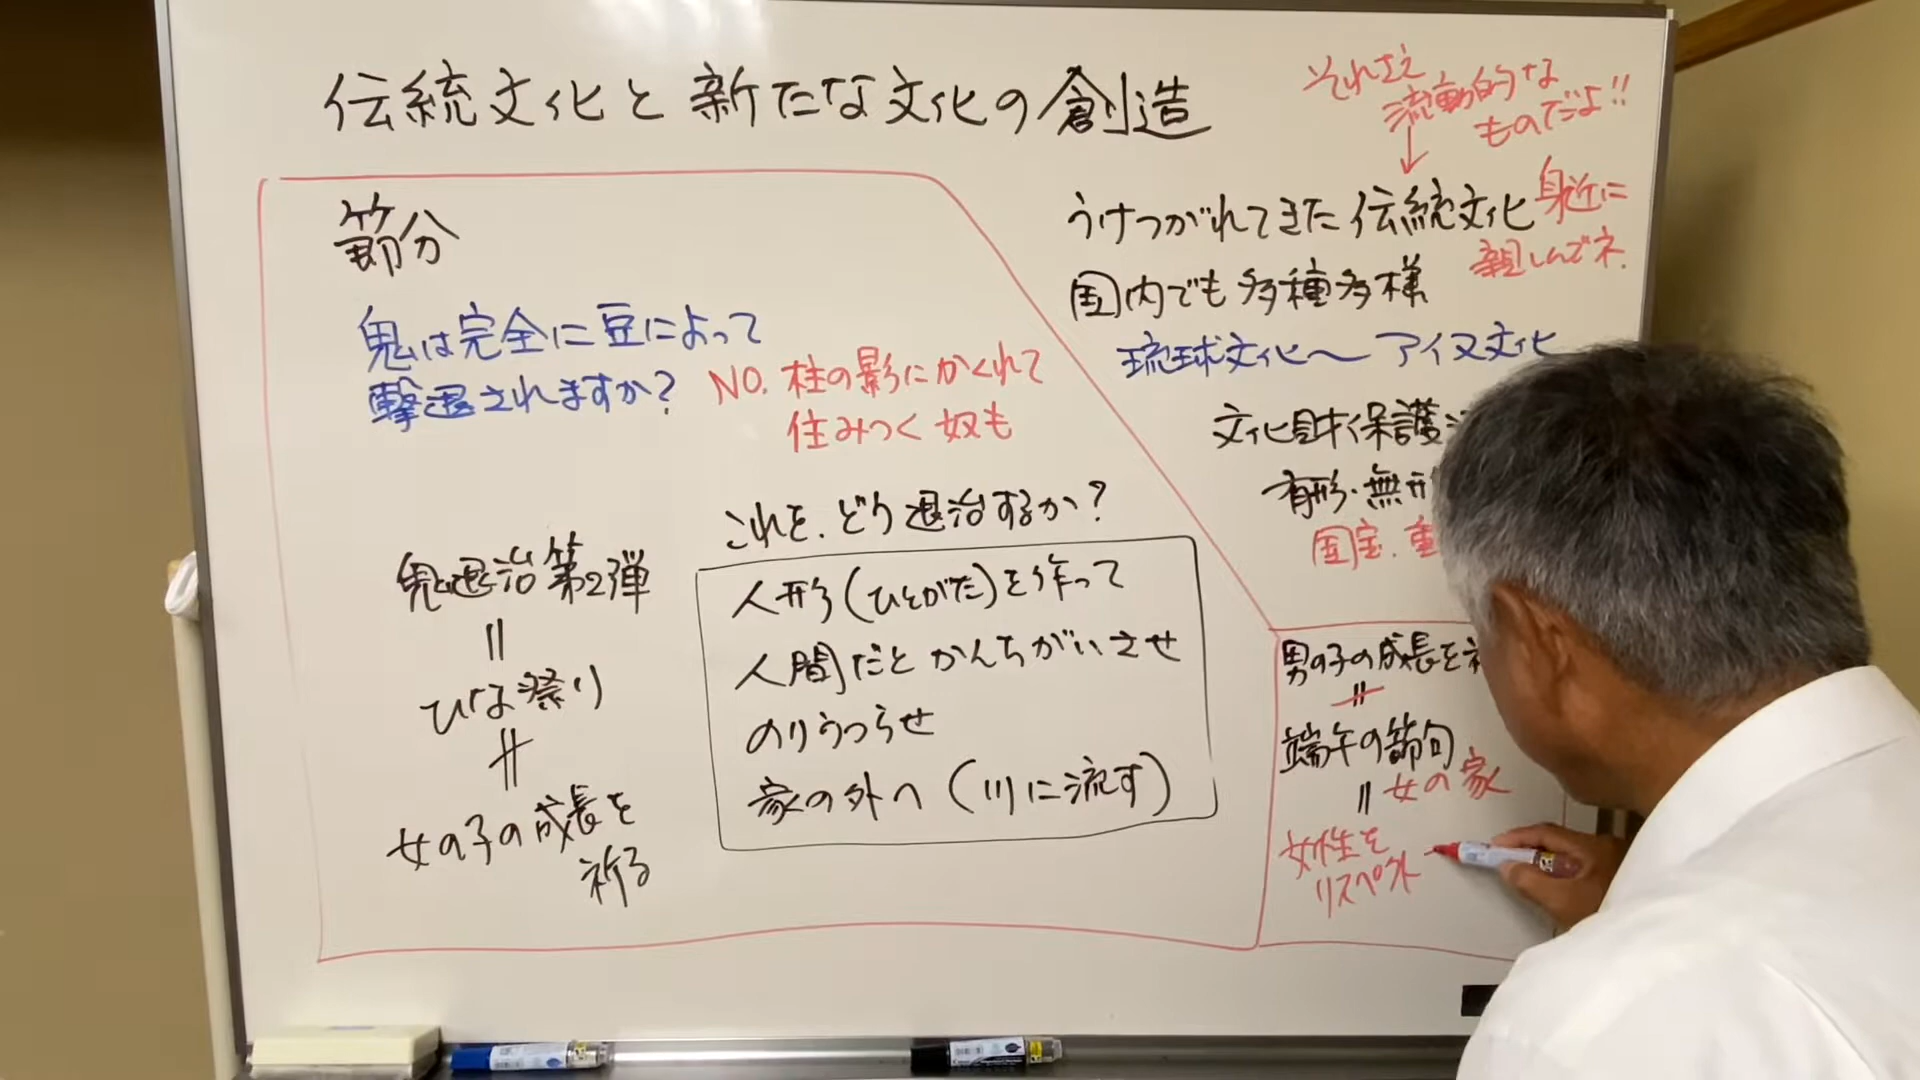 伝統文化と新たな文化の創造
節分
鬼は完全に豆によって
撃退されますか?
NO. 柱の影にかくれて
住みつく奴も
これを、どう退治するか?
人形(ひとがた)を作って
人間だとかんちがいさせ
のりうつらせ
家の外へ(川に流す)
鬼退治第2弾
=
ひな祭り
≠
女の子の成長を
祈る
それさえ
流動的な
ものだよ!!
↓
うけつがれてきた伝統文化
身近に
親しんでネ.
国内でも多種多様
琉球文化〜アイヌ文化
文化財保護
有形・無形
国宝、重
男の子の成長を
≠
端午の節句
= 女の家
女性を
リスペクト